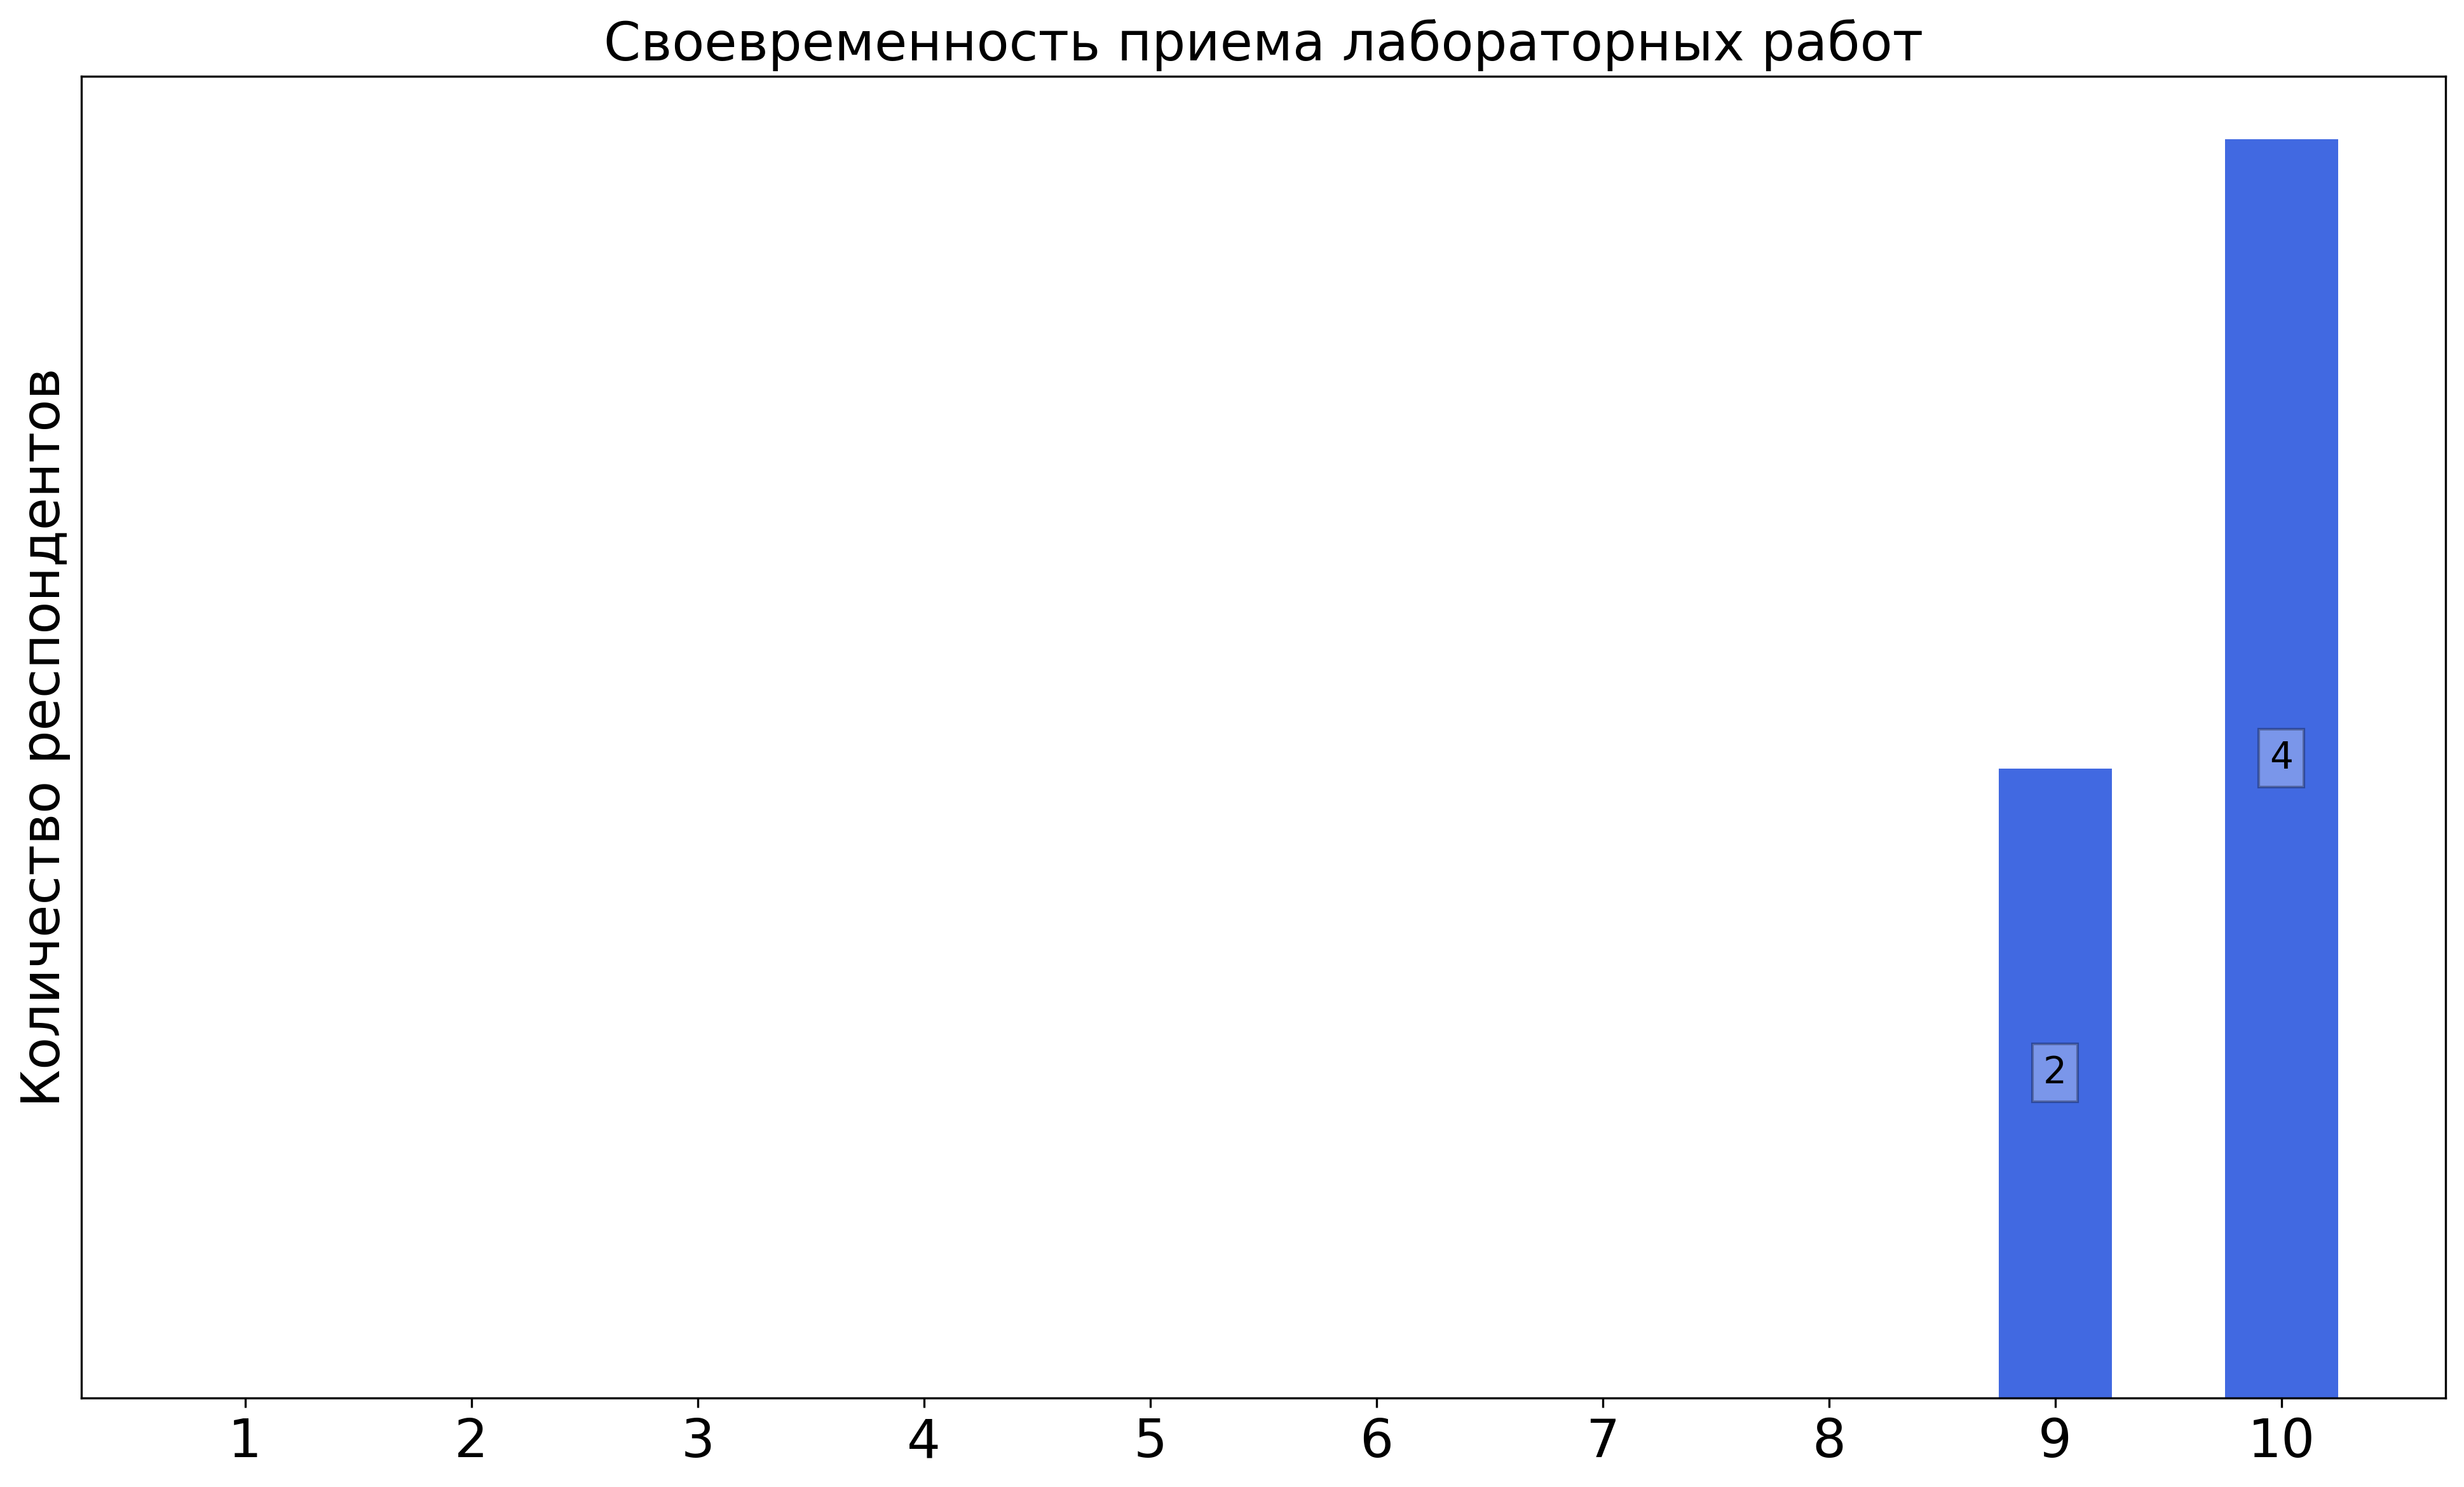 Своевременность приема лабораторных работ
Количество респондентов
4
2
1 2 3 4 5 6 7 8 9 10